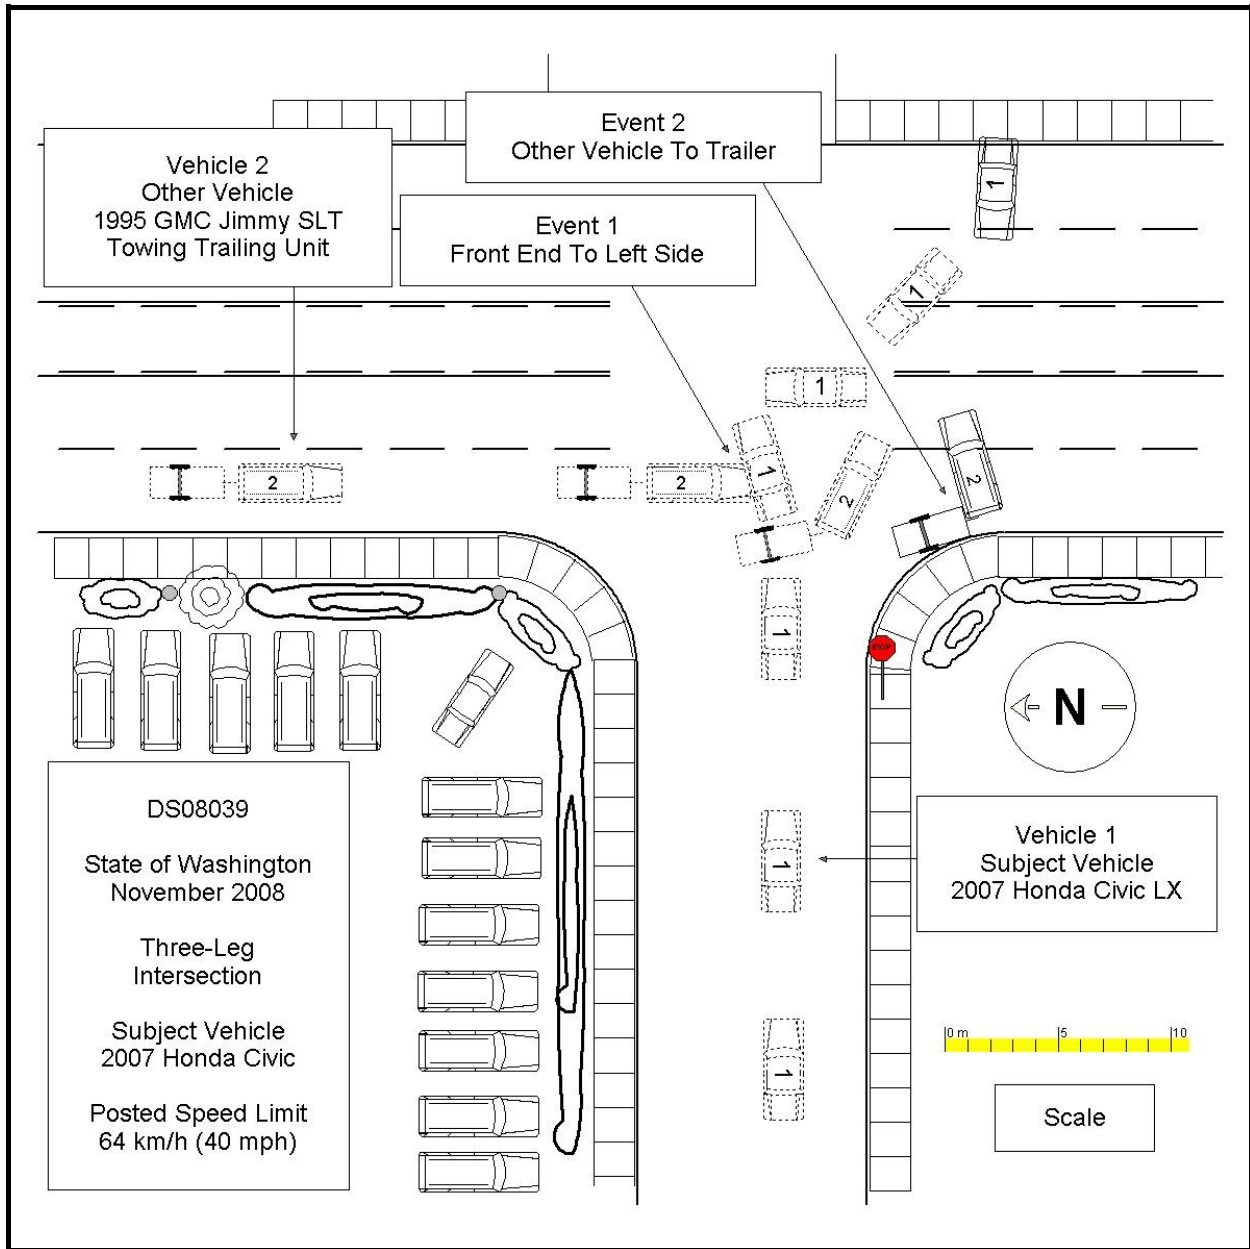 Event 2
Other Vehicle To Trailer
Vehicle 2
Other Vehicle
1995 GMC Jimmy SLT
Towing Trailing Unit
Event 1
Front End To Left Side
1
1
1
1
2
2
2
2
1
STOP
N
1
1
DS08039
State of Washington
November 2008
Three-Leg
Intersection
Subject Vehicle
2007 Honda Civic
Posted Speed Limit
64 km/h (40 mph)
Vehicle 1
Subject Vehicle
2007 Honda Civic LX
0 m 5 10
Scale